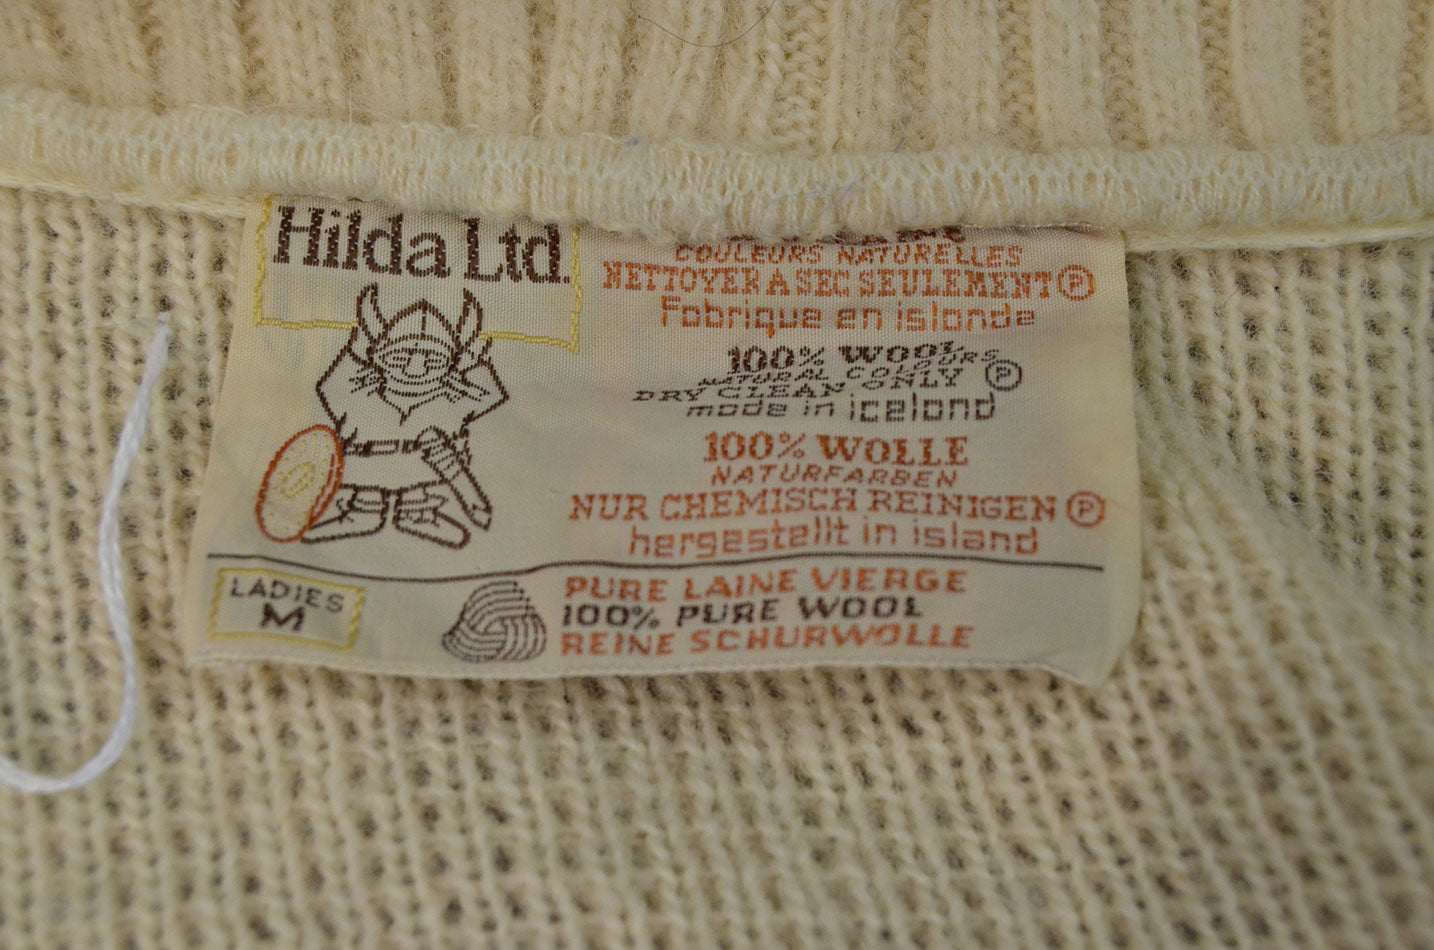 Hilda Ltd.
COULEURS NATURELLES
NETTOYER A SEC SEULEMENT P
Fabrique en islande
100% WOOL
NATURAL COLOURS
DRY CLEAN ONLY P
made in iceland
100% WOLLE
NATURFARBEN
NUR CHEMISCH REINIGEN P
hergestellt in island
LADIES
M
PURE LAINE VIERGE
100% PURE WOOL
REINE SCHURWOLLE